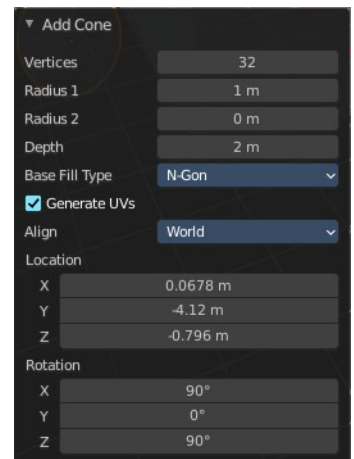 Add Cone
Vertices 32
Radius 1 1 m
Radius 2 0 m
Depth 2 m
Base Fill Type N-Gon
Generate UVs
Align World
Location
X 0.0678 m
Y -4.12 m
Z -0.796 m
Rotation
X 90°
Y 0°
Z 90°